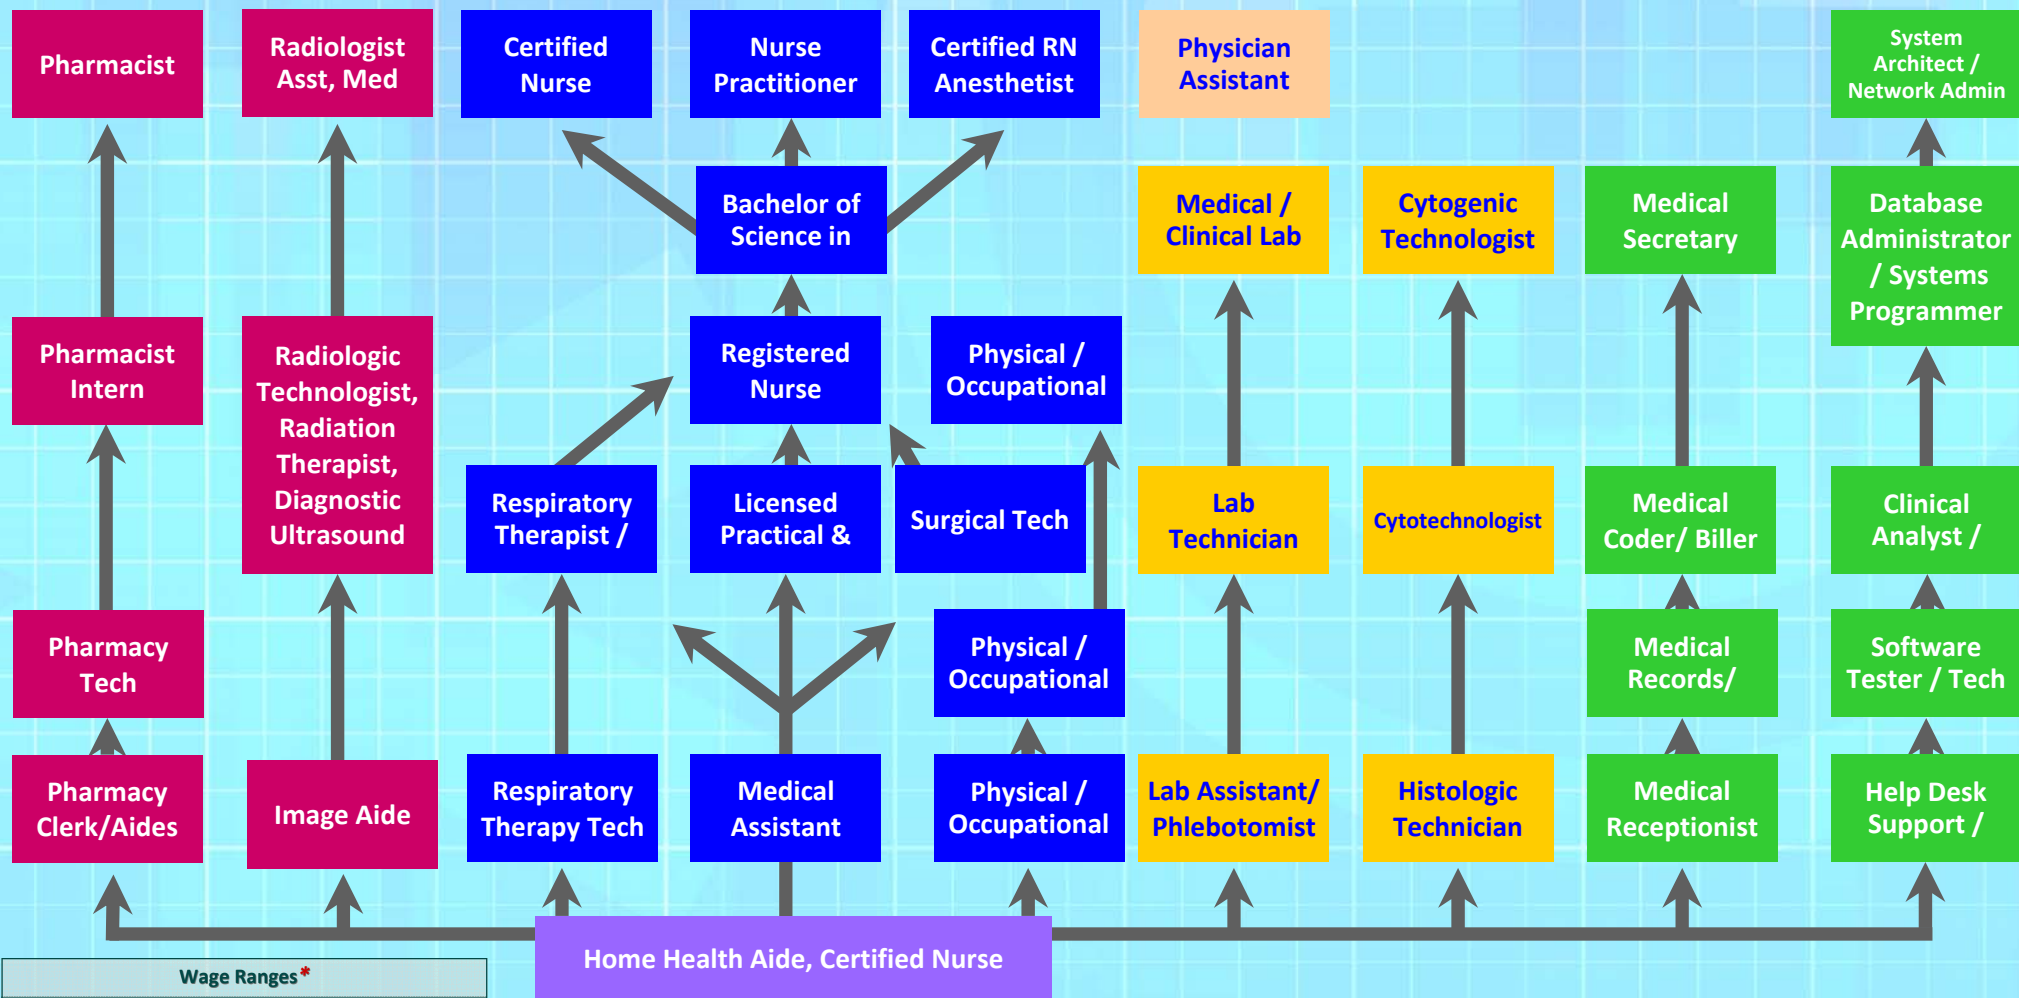 Pharmacist
Radiologist
Asst, Med
Certified
Nurse
Nurse
Practitioner
Certified RN
Anesthetist
Physician
Assistant
System
Architect /
Network Admin
Bachelor of
Science in
Medical /
Clinical Lab
Cytogenic
Technologist
Medical
Secretary
Database
Administrator
/ Systems
Programmer
Pharmacist
Intern
Radiologic
Technologist,
Radiation
Therapist,
Diagnostic
Ultrasound
Registered
Nurse
Physical /
Occupational
Respiratory
Therapist /
Licensed
Practical &
Surgical Tech
Lab
Technician
Cytotechnologist
Medical
Coder/ Biller
Clinical
Analyst /
Pharmacy
Tech
Physical /
Occupational
Medical
Records/
Software
Tester / Tech
Pharmacy
Clerk/Aides
Image Aide
Respiratory
Therapy Tech
Medical
Assistant
Physical /
Occupational
Lab Assistant/
Phlebotomist
Histologic
Technician
Medical
Receptionist
Help Desk
Support /
Home Health Aide, Certified Nurse
Wage Ranges*